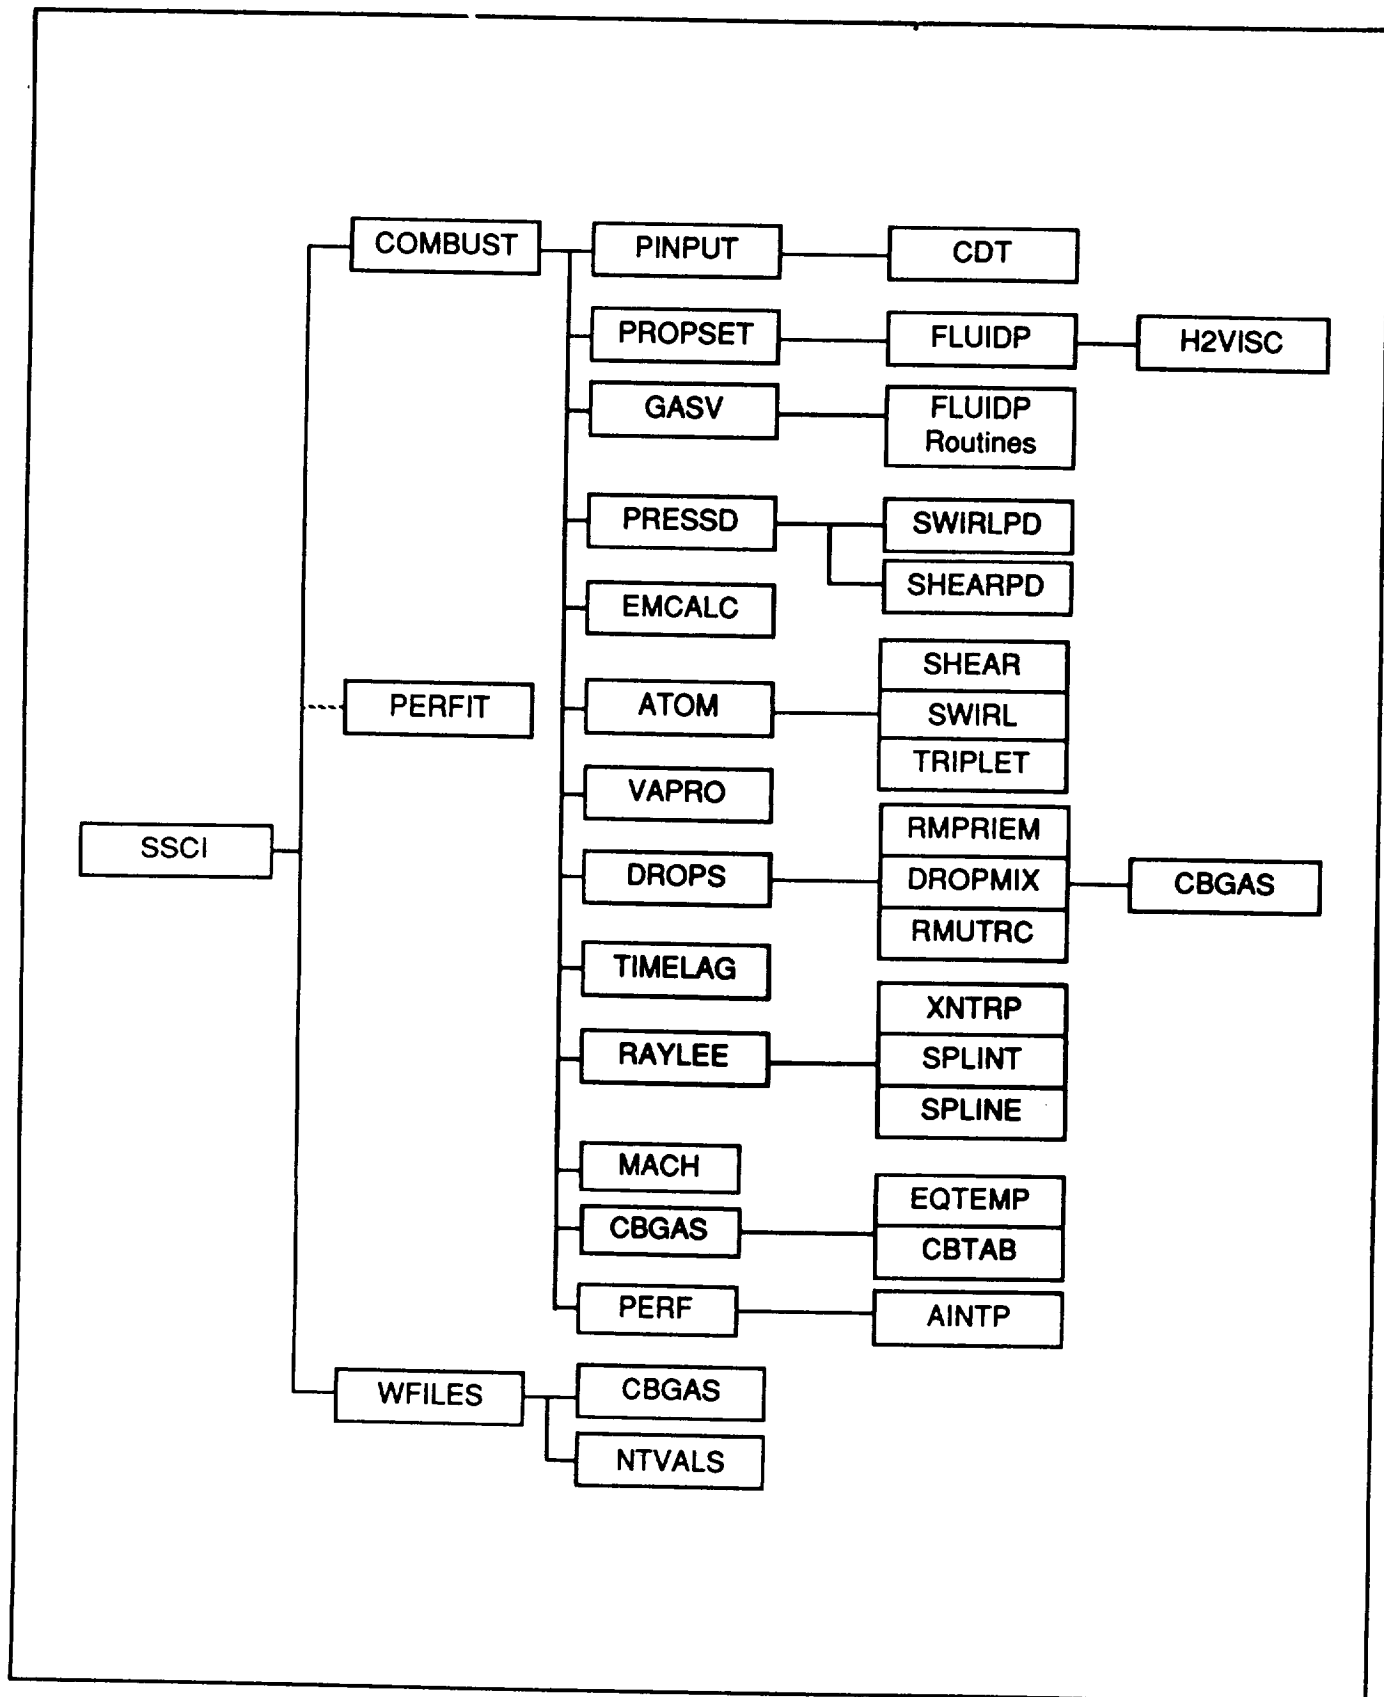 COMBUST
PINPUT
CDT
PROPSET
FLUIDP
H2VISC
GASV
FLUIDP
Routines
PRESSD
SWIRLPD
SHEARPD
EMCALC
SHEAR
PERFIT
ATOM
SWIRL
TRIPLET
VAPRO
RMPRIEM
SSCI
DROPS
DROPMIX
CBGAS
RMUTRC
TIMELAG
XNTRP
RAYLEE
SPLINT
SPLINE
MACH
EQTEMP
CBGAS
CBTAB
PERF
AINTP
WFILES
CBGAS
NTVALS